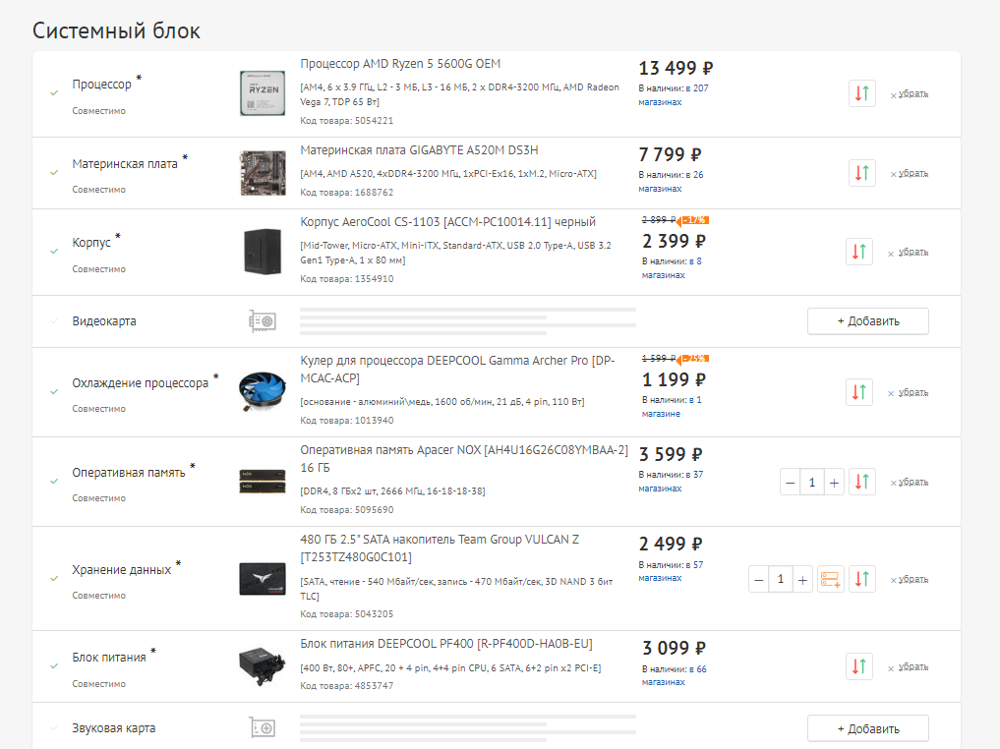 Системный блок
Процессор *
Совместимо
Процессор AMD Ryzen 5 5600G OEM
[AM4, 6 x 3.9 ГГц, L2 - 3 МБ, L3 - 16 МБ, 2 x DDR4-3200 МГц, AMD Radeon
Vega 7, TDP 65 Вт]
Код товара: 5054221
13 499 ₽
В наличии: в 207
магазинах
× убрать
Материнская плата *
Совместимо
Материнская плата GIGABYTE A520M DS3H
[AM4, AMD A520, 4xDDR4-3200 МГц, 1xPCI-Ex16, 1xM.2, Micro-ATX]
Код товара: 1688762
7 799 ₽
В наличии: в 26
магазинах
× убрать
Корпус *
Совместимо
Корпус AeroCool CS-1103 [ACCM-PC10014.11] черный
[Mid-Tower, Micro-ATX, Mini-ITX, Standard-ATX, USB 2.0 Type-A, USB 3.2
Gen1 Type-A, 1 x 80 мм]
Код товара: 1354910
2 899 ₽ -17%
2 399 ₽
В наличии: в 8
магазинах
× убрать
Видеокарта
+ Добавить
Охлаждение процессора *
Совместимо
Кулер для процессора DEEPCOOL Gamma Archer Pro [DP-
MCAC-ACP]
[основание - алюминий\медь, 1600 об/мин, 21 дБ, 4 pin, 110 Вт]
Код товара: 1013940
1 599 ₽ -25%
1 199 ₽
В наличии: в 1
магазине
× убрать
Оперативная память *
Совместимо
Оперативная память Apacer NOX [AH4U16G26C08YMBAA-2]
16 ГБ
[DDR4, 8 ГБx2 шт, 2666 МГц, 16-18-18-38]
Код товара: 5095690
3 599 ₽
В наличии: в 37
магазинах
— 1 +
× убрать
Хранение данных *
Совместимо
480 ГБ 2.5" SATA накопитель Team Group VULCAN Z
[T253TZ480G0C101]
[SATA, чтение - 540 Мбайт/сек, запись - 470 Мбайт/сек, 3D NAND 3 бит
TLC]
Код товара: 5043205
2 499 ₽
В наличии: в 57
магазинах
— 1 +
× убрать
Блок питания *
Совместимо
Блок питания DEEPCOOL PF400 [R-PF400D-HA0B-EU]
[400 Вт, 80+, APFC, 20 + 4 pin, 4+4 pin CPU, 6 SATA, 6+2 pin x2 PCI-E]
Код товара: 4853747
3 099 ₽
В наличии: в 66
магазинах
× убрать
Звуковая карта
+ Добавить